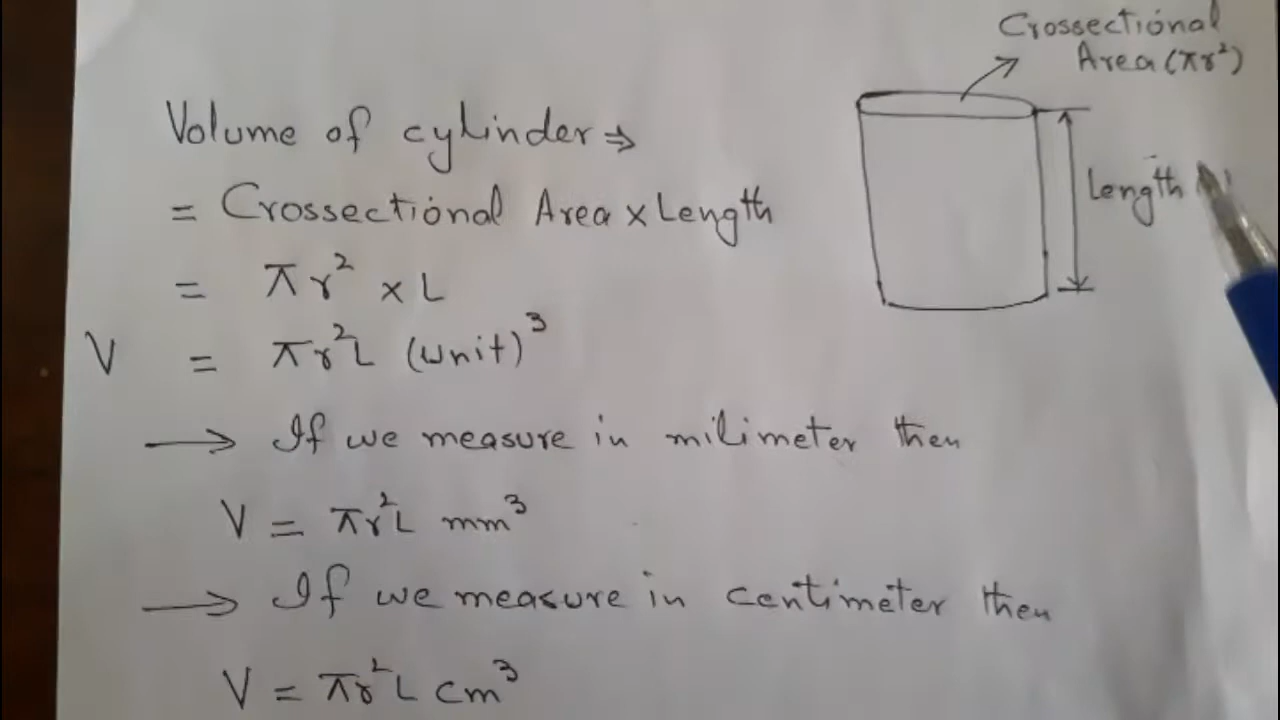 Crossectional
Area (πr²)
Volume of cylinder ⇒
= Crossectional Area × Length
Length
= πr² × L
V = πr²L (unit)³
→ If we measure in milimeter then
V = πr²L mm³
→ If we measure in centimeter then
V = πr²L cm³